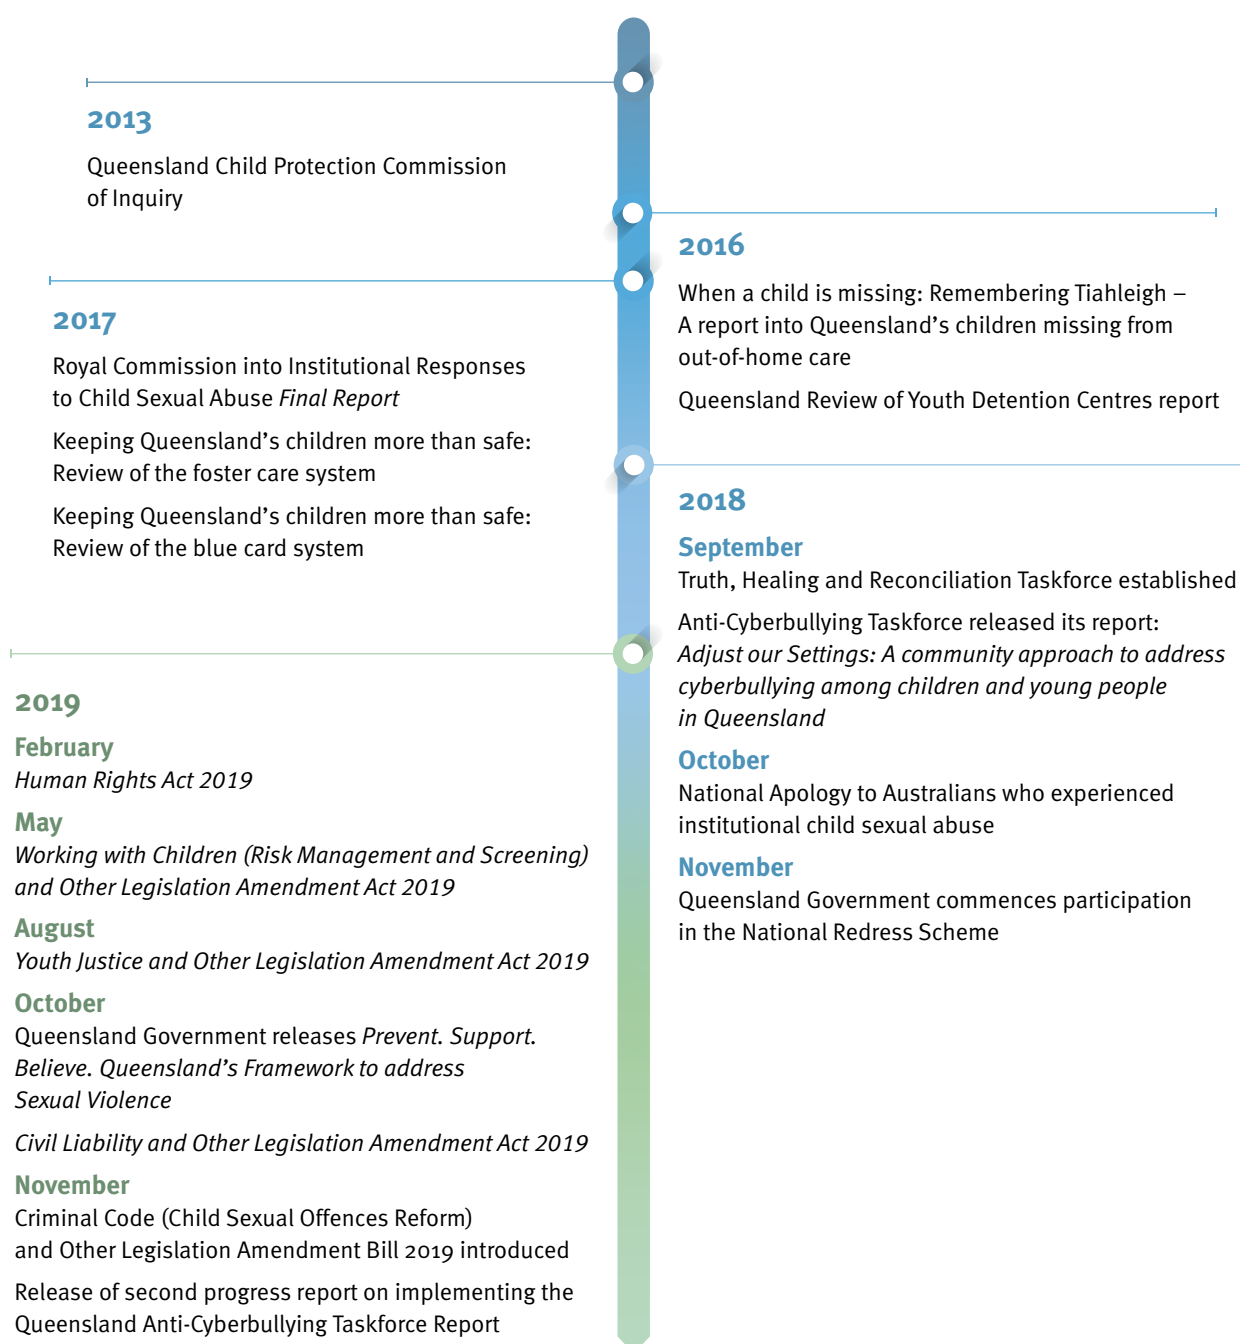 2013
Queensland Child Protection Commission
of Inquiry
2016
When a child is missing: Remembering Tiahleigh –
A report into Queensland’s children missing from
out-of-home care
Queensland Review of Youth Detention Centres report
2017
Royal Commission into Institutional Responses
to Child Sexual Abuse Final Report
Keeping Queensland’s children more than safe:
Review of the foster care system
Keeping Queensland’s children more than safe:
Review of the blue card system
2018
September
Truth, Healing and Reconciliation Taskforce established
Anti-Cyberbullying Taskforce released its report:
Adjust our Settings: A community approach to address
cyberbullying among children and young people
in Queensland
October
National Apology to Australians who experienced
institutional child sexual abuse
November
Queensland Government commences participation
in the National Redress Scheme
2019
February
Human Rights Act 2019
May
Working with Children (Risk Management and Screening)
and Other Legislation Amendment Act 2019
August
Youth Justice and Other Legislation Amendment Act 2019
October
Queensland Government releases Prevent. Support.
Believe. Queensland’s Framework to address
Sexual Violence
Civil Liability and Other Legislation Amendment Act 2019
November
Criminal Code (Child Sexual Offences Reform)
and Other Legislation Amendment Bill 2019 introduced
Release of second progress report on implementing the
Queensland Anti-Cyberbullying Taskforce Report